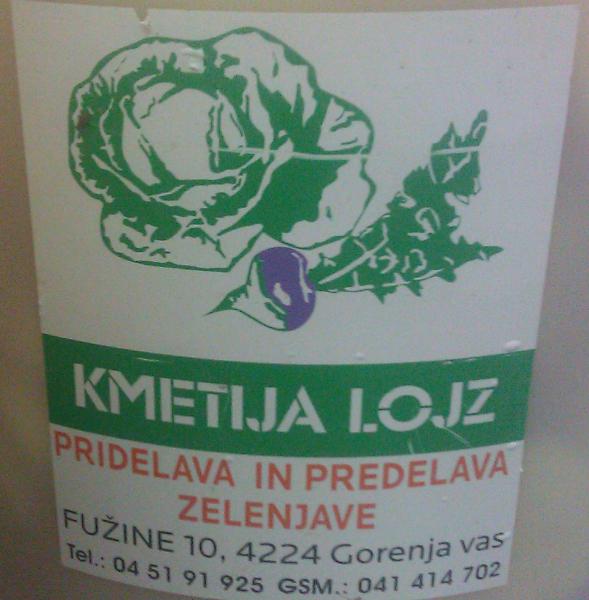 KMETIJA LOJZ
PRIDELAVA IN PREDELAVA
ZELENJAVE
FUŽINE 10, 4224 Gorenja vas
Tel.: 04 51 91 925 GSM.: 041 414 702